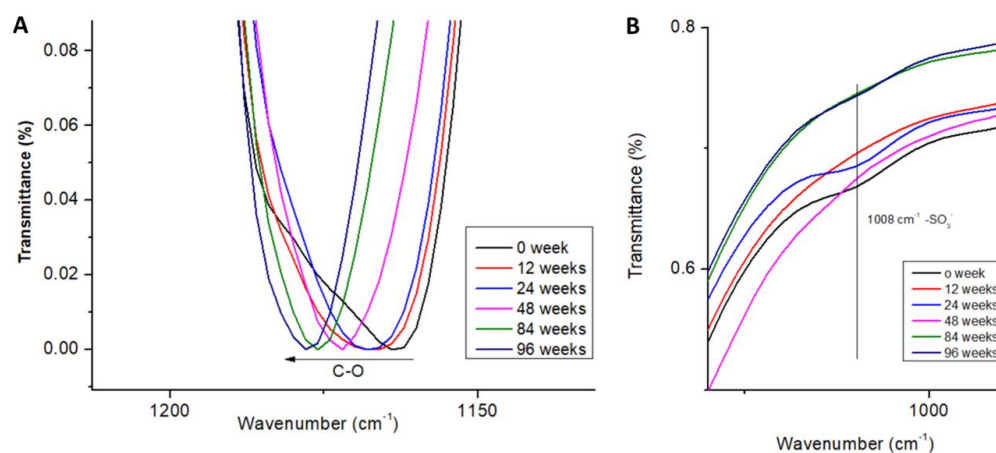 A
Transmittance (%)
0.08
0.06
0.04
0.02
0.00
0 week
12 weeks
24 weeks
48 weeks
84 weeks
96 weeks
C-O
1200
1150
Wavenumber (cm⁻¹)
B
Transmittance (%)
0.8
0.6
1008 cm⁻¹ -SO₃⁻
o week
12 weeks
24 weeks
48 weeks
84 weeks
96 weeks
1000
Wavenumber (cm⁻¹)